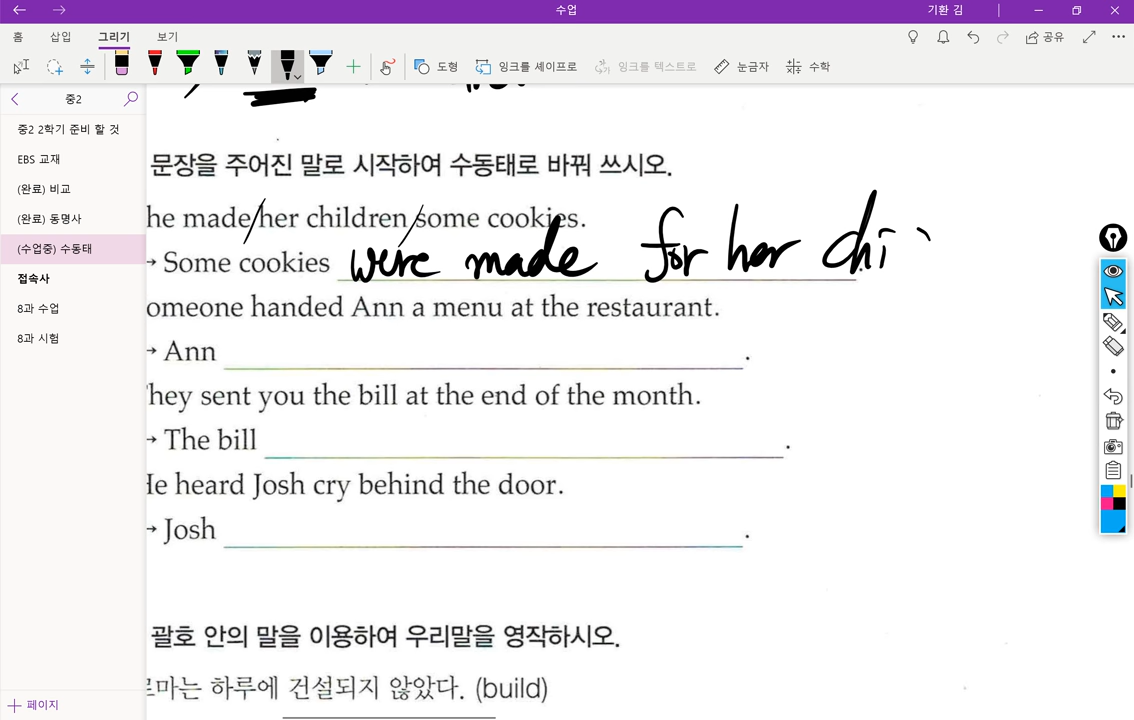 수업
기환 김
홈 삽입 그리기 보기
공유
도형 잉크를 셰이프로 잉크를 텍스트로 눈금자 수학
중2
중2 2학기 준비 할 것
EBS 교재
(완료) 비교
(완료) 동명사
(수업중) 수동태
접속사
8과 수업
8과 시험
페이지
문장을 주어진 말로 시작하여 수동태로 바꿔 쓰시오.
he made/her children/some cookies.
→ Some cookies were made for her chi
omeone handed Ann a menu at the restaurant.
→ Ann .
hey sent you the bill at the end of the month.
→ The bill .
He heard Josh cry behind the door.
→ Josh .
괄호 안의 말을 이용하여 우리말을 영작하시오.
로마는 하루에 건설되지 않았다. (build)